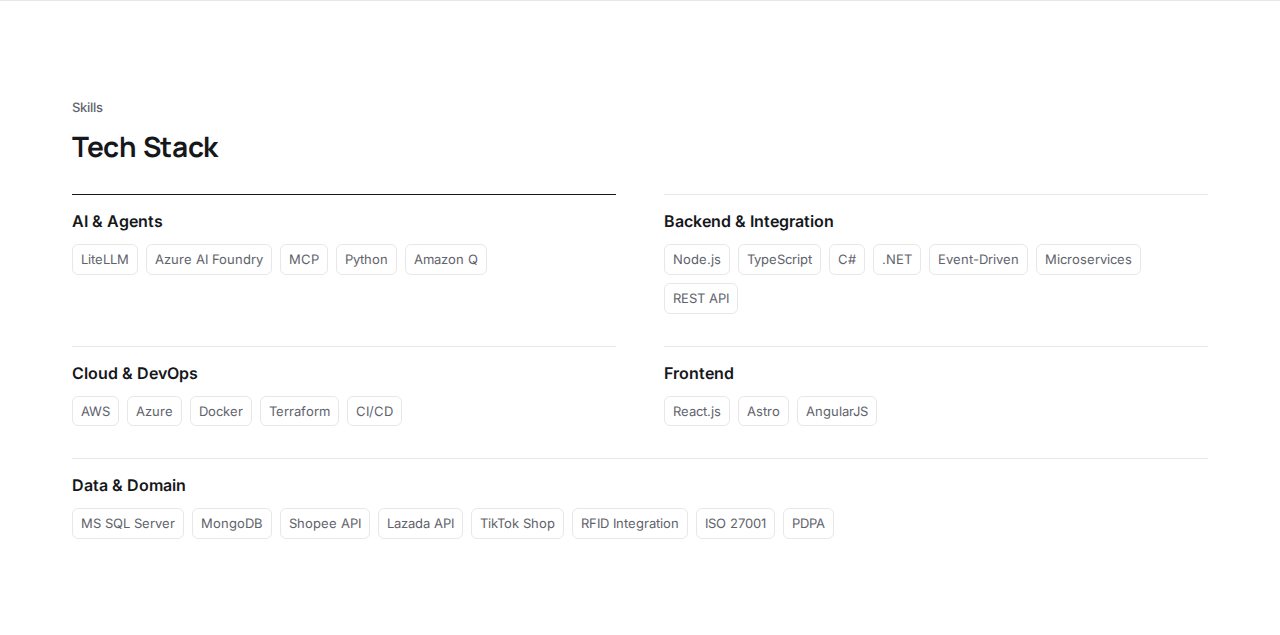 Skills
Tech Stack
AI & Agents
LiteLLM Azure AI Foundry MCP Python Amazon Q
Backend & Integration
Node.js TypeScript C# .NET Event-Driven Microservices
REST API
Cloud & DevOps
AWS Azure Docker Terraform CI/CD
Frontend
React.js Astro AngularJS
Data & Domain
MS SQL Server MongoDB Shopee API Lazada API TikTok Shop RFID Integration ISO 27001 PDPA